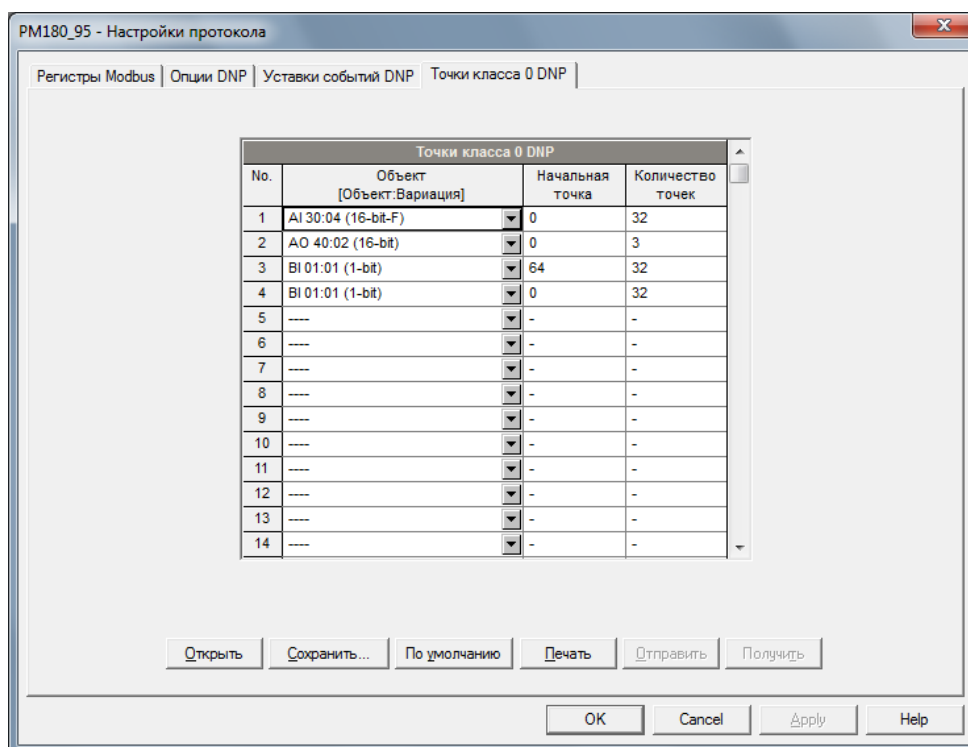 PM180_95 - Настройки протокола
Регистры Modbus Опции DNP Уставки событий DNP Точки класса 0 DNP
Точки класса 0 DNP
No. Объект Начальная Количество
[Объект:Вариация] точка точек
1 AI 30:04 (16-bit-F) 0 32
2 AO 40:02 (16-bit) 0 3
3 BI 01:01 (1-bit) 64 32
4 BI 01:01 (1-bit) 0 32
5 ---- - -
6 ---- - -
7 ---- - -
8 ---- - -
9 ---- - -
10 ---- - -
11 ---- - -
12 ---- - -
13 ---- - -
14 ---- - -
Открыть Сохранить... По умолчанию Печать Отправить Получить
OK Cancel Apply Help